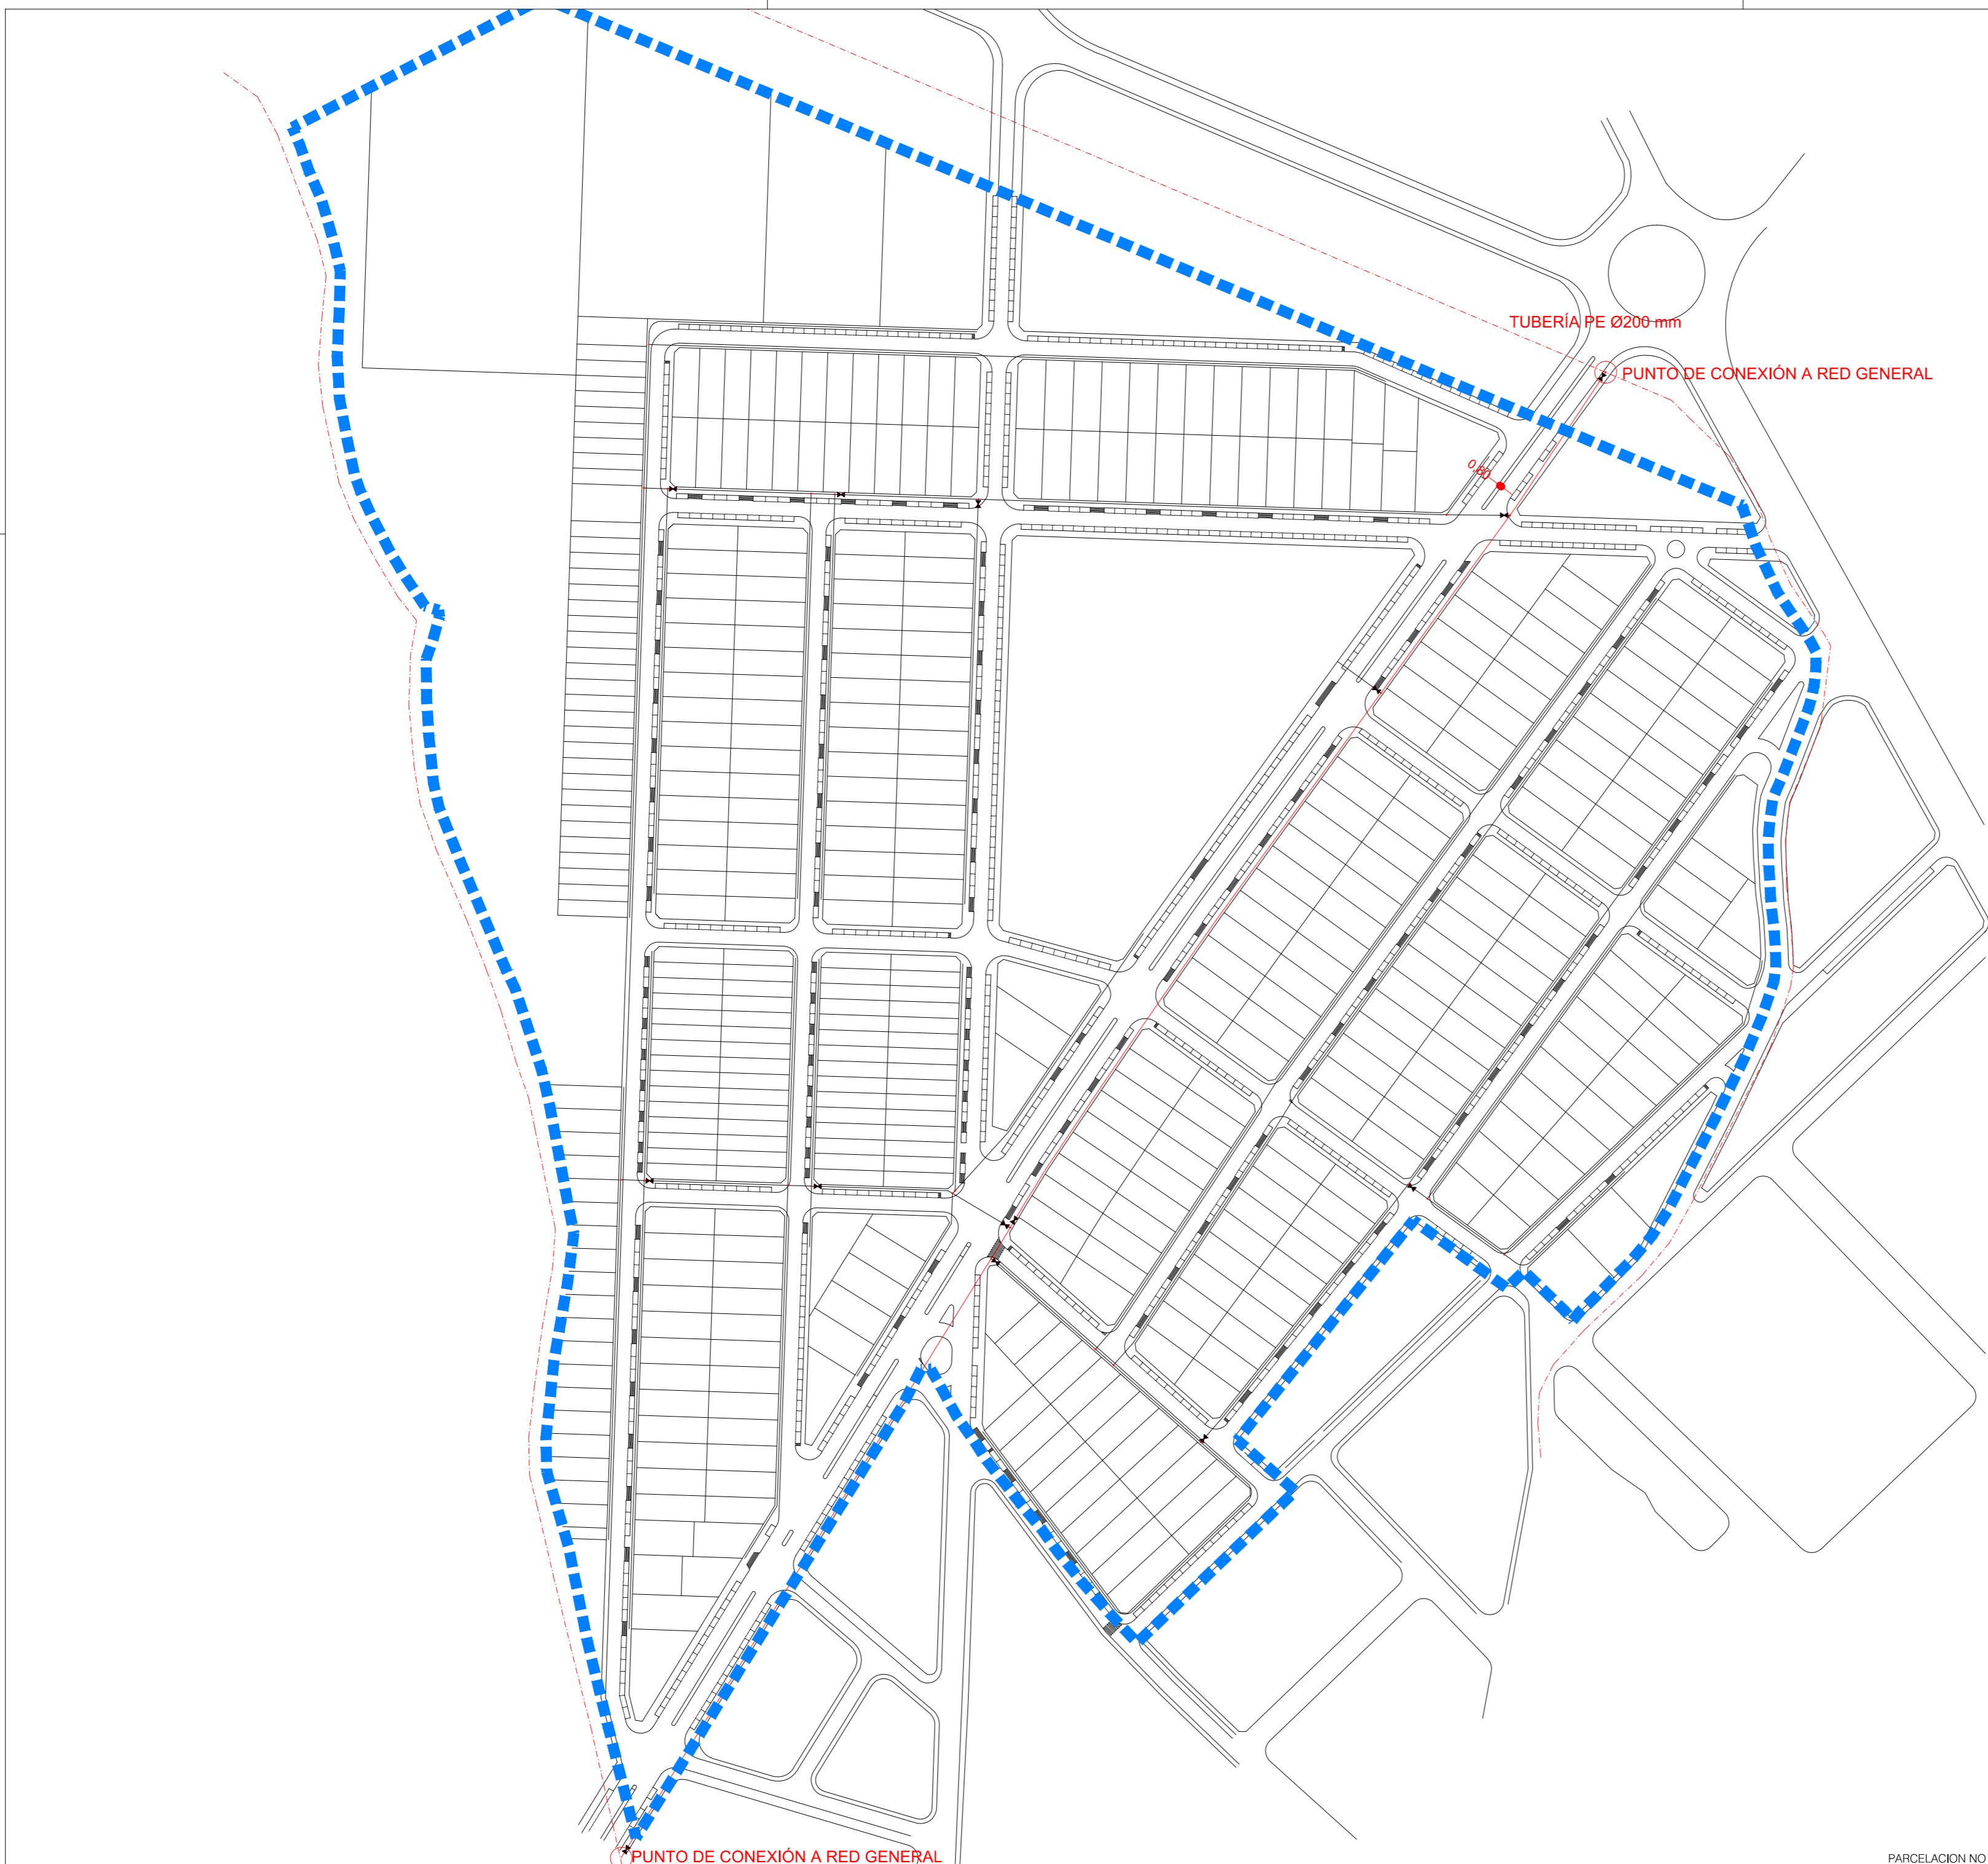 TUBERÍA PE Ø200 mm
PUNTO DE CONEXIÓN A RED GENERAL
0,80
PUNTO DE CONEXIÓN A RED GENERAL
PARCELACION NO